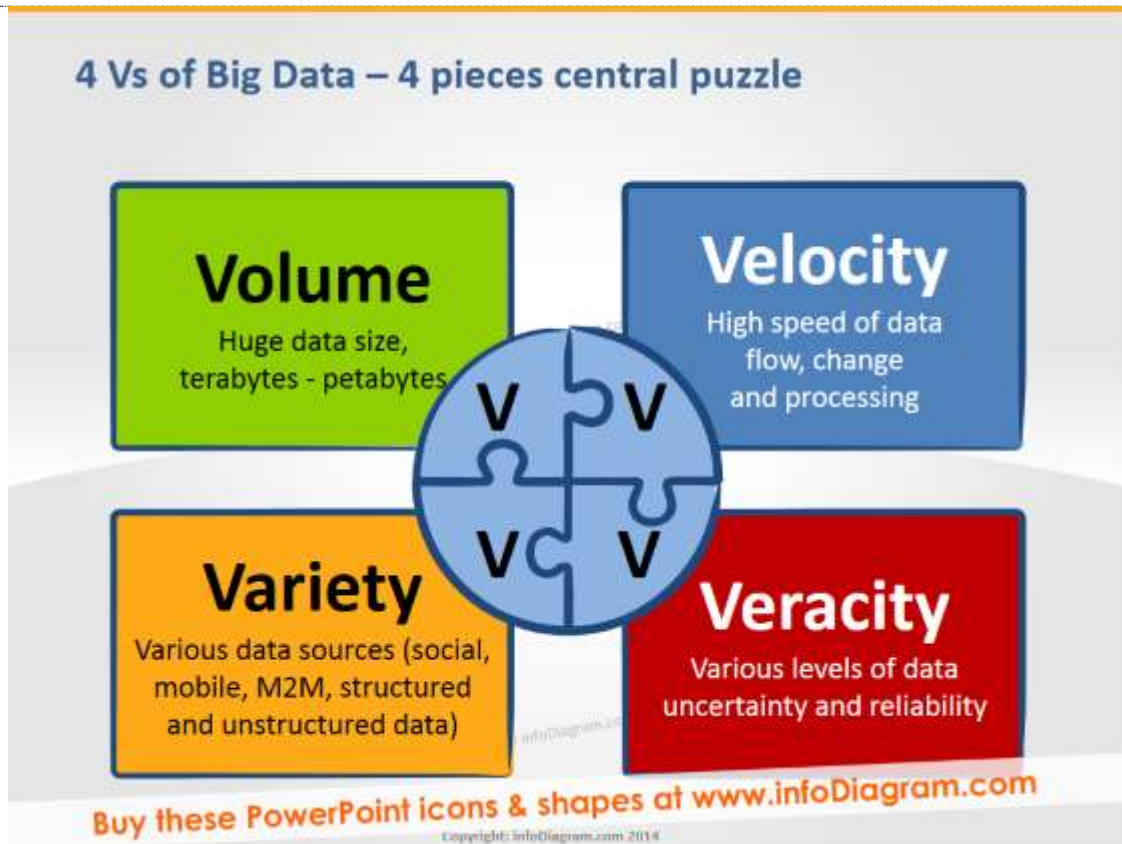 4 Vs of Big Data – 4 pieces central puzzle
Volume
Huge data size,
terabytes - petabytes
Velocity
High speed of data
flow, change
and processing
V V
V V
Variety
Various data sources (social,
mobile, M2M, structured
and unstructured data)
Veracity
Various levels of data
uncertainty and reliability
infoDiagram.co
Buy these PowerPoint icons & shapes at www.infoDiagram.com
Copyright: infoDiagram.com 2014